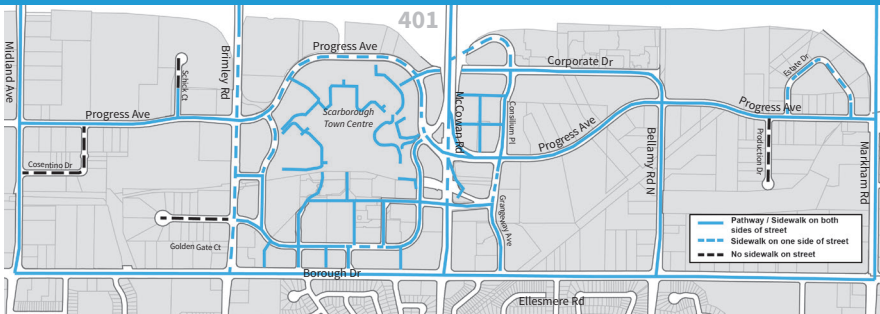 401
Midland Ave
Brimley Rd
Progress Ave
Corporate Dr
Estate Dr
Schick Ct
Scarborough
Town Centre
McCowan Rd
Consilium Pl
Progress Ave
Progress Ave
Progress Ave
Cosentino Dr
Bellamy Rd N
Production Dr
Markham Rd
Golden Gate Ct
Grangeway Ave
Borough Dr
Ellesmere Rd
Pathway / Sidewalk on both
sides of street
Sidewalk on one side of street
No sidewalk on street